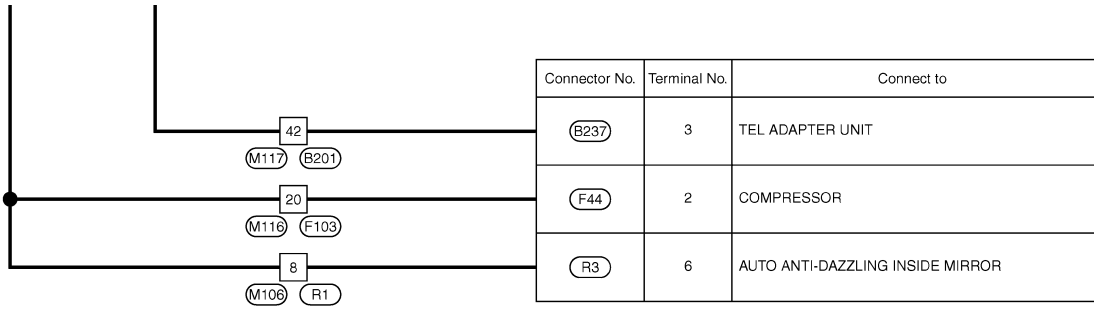 Connector No. Terminal No. Connect to
42 B237 3 TEL ADAPTER UNIT
M117 B201
20 F44 2 COMPRESSOR
M116 F103
8 R3 6 AUTO ANTI-DAZZLING INSIDE MIRROR
M106 R1